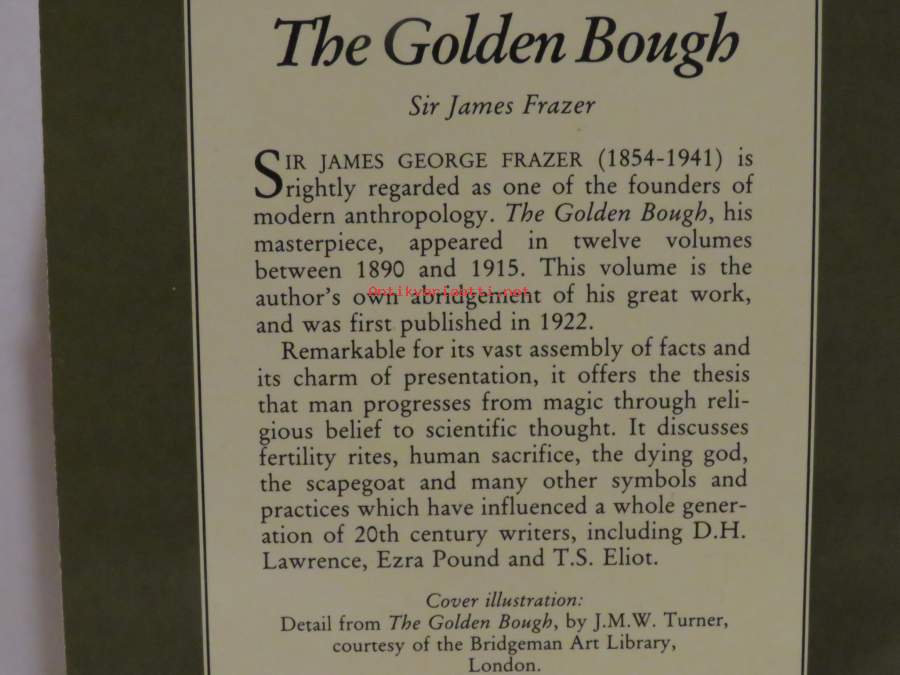 The Golden Bough
Sir James Frazer
SIR JAMES GEORGE FRAZER (1854-1941) is
rightly regarded as one of the founders of
modern anthropology. The Golden Bough, his
masterpiece, appeared in twelve volumes
between 1890 and 1915. This volume is the
author's own abridgement of his great work,
and was first published in 1922.
Remarkable for its vast assembly of facts and
its charm of presentation, it offers the thesis
that man progresses from magic through reli-
gious belief to scientific thought. It discusses
fertility rites, human sacrifice, the dying god,
the scapegoat and many other symbols and
practices which have influenced a whole gener-
ation of 20th century writers, including D.H.
Lawrence, Ezra Pound and T.S. Eliot.
Cover illustration:
Detail from The Golden Bough, by J.M.W. Turner,
courtesy of the Bridgeman Art Library,
London.
Antikvariaatti.net